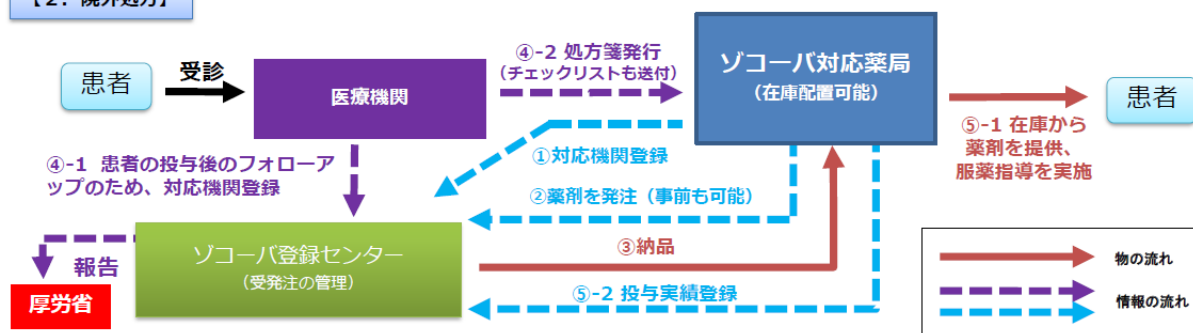 【２．院外処方】
患者
受診
医療機関
④-2 処方箋発行
（チェックリストも送付）
ゾコーバ対応薬局
（在庫配置可能）
患者
⑤-1 在庫から
薬剤を提供、
服薬指導を実施
④-1 患者の投与後のフォローア
ップのため、対応機関登録
①対応機関登録
②薬剤を発注（事前も可能）
ゾコーバ登録センター
（受発注の管理）
③納品
⑤-2 投与実績登録
報告
厚労省
物の流れ
情報の流れ